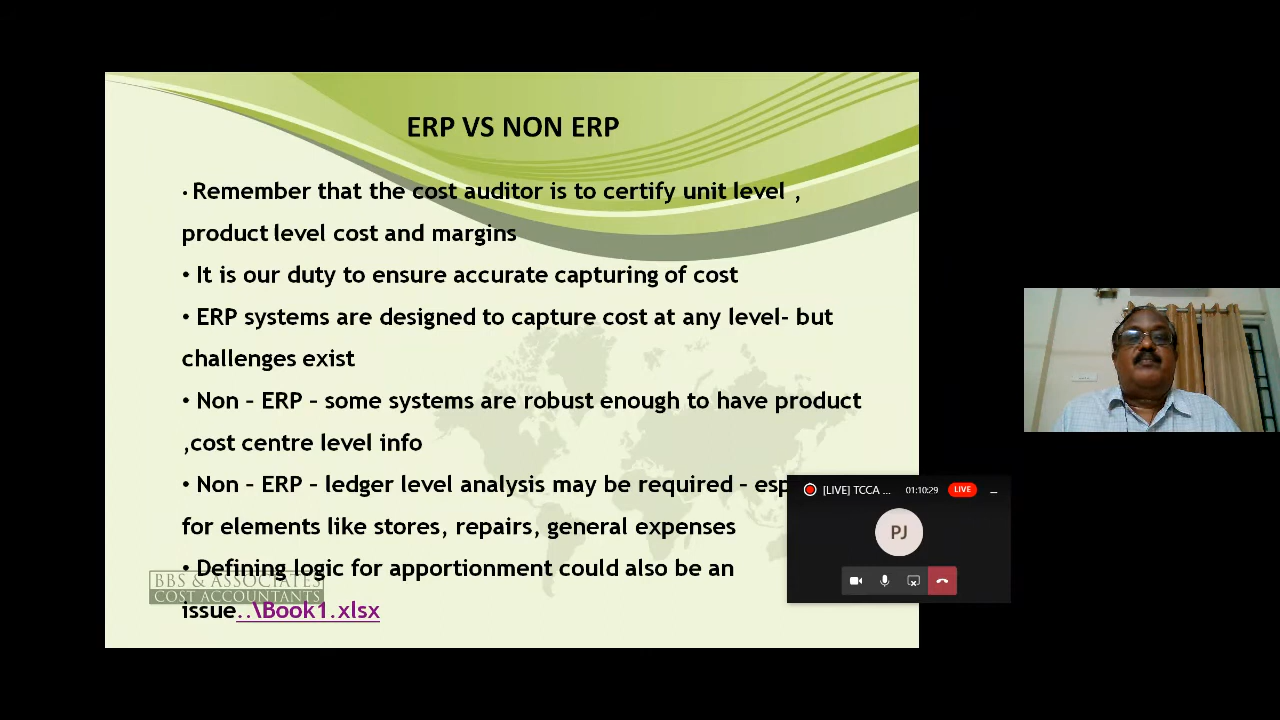 ERP VS NON ERP
• Remember that the cost auditor is to certify unit level ,
product level cost and margins
• It is our duty to ensure accurate capturing of cost
• ERP systems are designed to capture cost at any level- but
challenges exist
• Non – ERP – some systems are robust enough to have product
,cost centre level info
• Non – ERP – ledger level analysis may be required – esp
for elements like stores, repairs, general expenses
• Defining logic for apportionment could also be an
issue..\Book1.xlsx
BBS & ASSOCIATES
COST ACCOUNTANTS
[LIVE] TCCA ... 01:10:29 LIVE
PJ